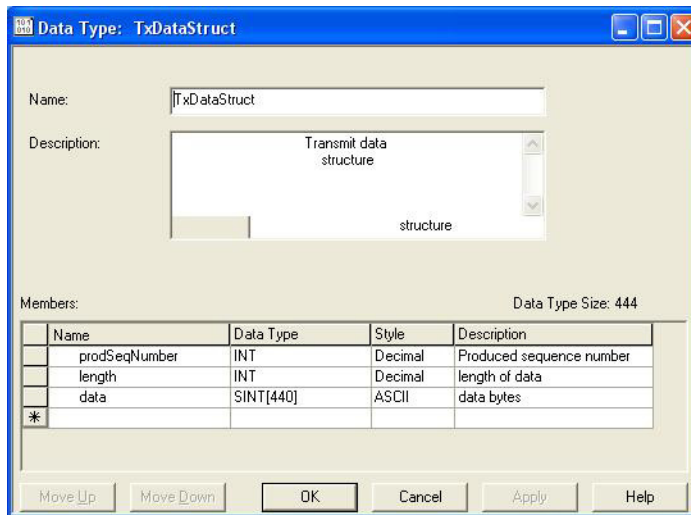 Data Type: TxDataStruct
Name: TxDataStruct
Description: Transmit data
structure
structure
Members: Data Type Size: 444
Name Data Type Style Description
prodSeqNumber INT Decimal Produced sequence number
length INT Decimal length of data
data SINT[440] ASCII data bytes
Move Up Move Down OK Cancel Apply Help